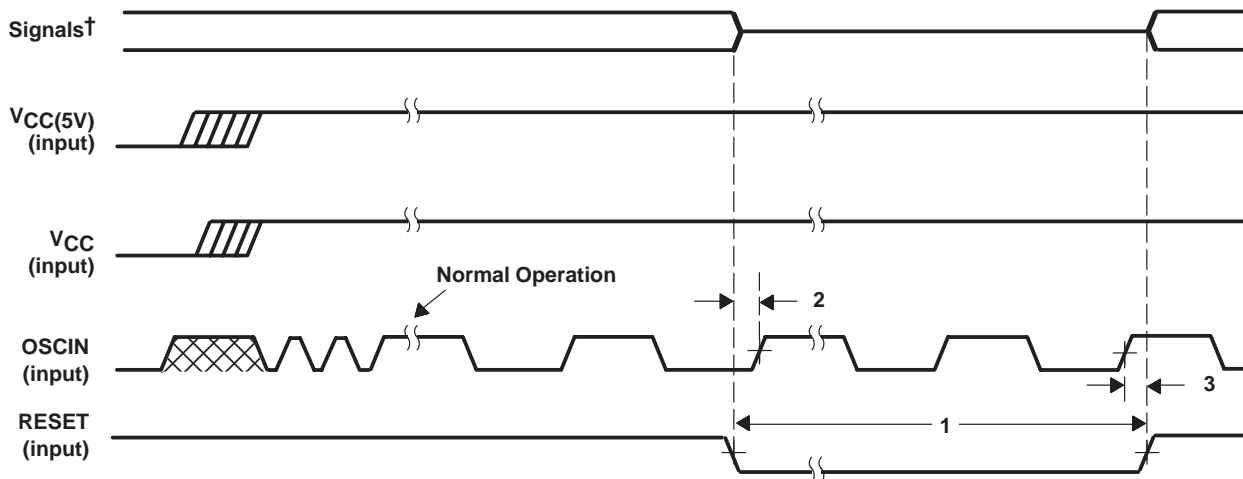 Signals†
VCC(5V)
(input)
VCC
(input)
Normal Operation
2
OSCIN
(input)
3
RESET
(input)
1